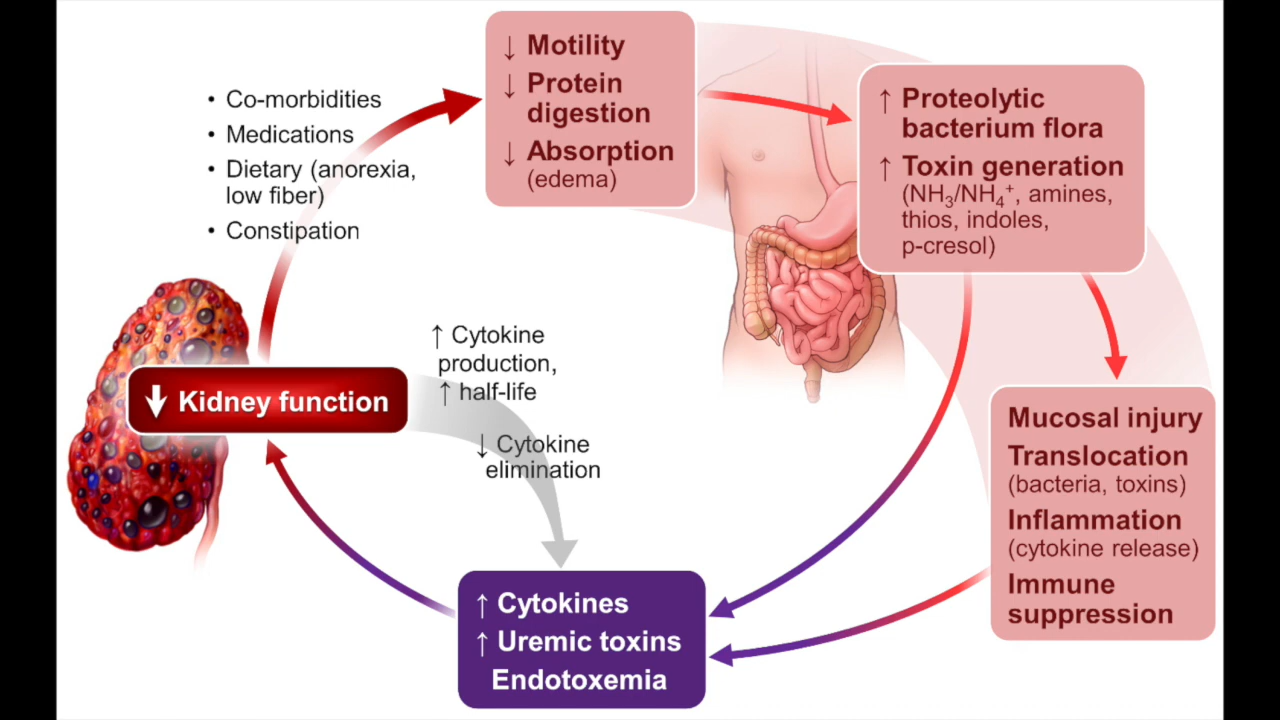 • Co-morbidities
• Medications
• Dietary (anorexia,
low fiber)
• Constipation
↓ Motility
↓ Protein
digestion
↓ Absorption
(edema)
↑ Proteolytic
bacterium flora
↑ Toxin generation
(NH₃/NH₄⁺, amines,
thios, indoles,
p-cresol)
↓ Kidney function
↑ Cytokine
production,
↑ half-life
↓ Cytokine
elimination
Mucosal injury
Translocation
(bacteria, toxins)
Inflammation
(cytokine release)
Immune
suppression
↑ Cytokines
↑ Uremic toxins
Endotoxemia